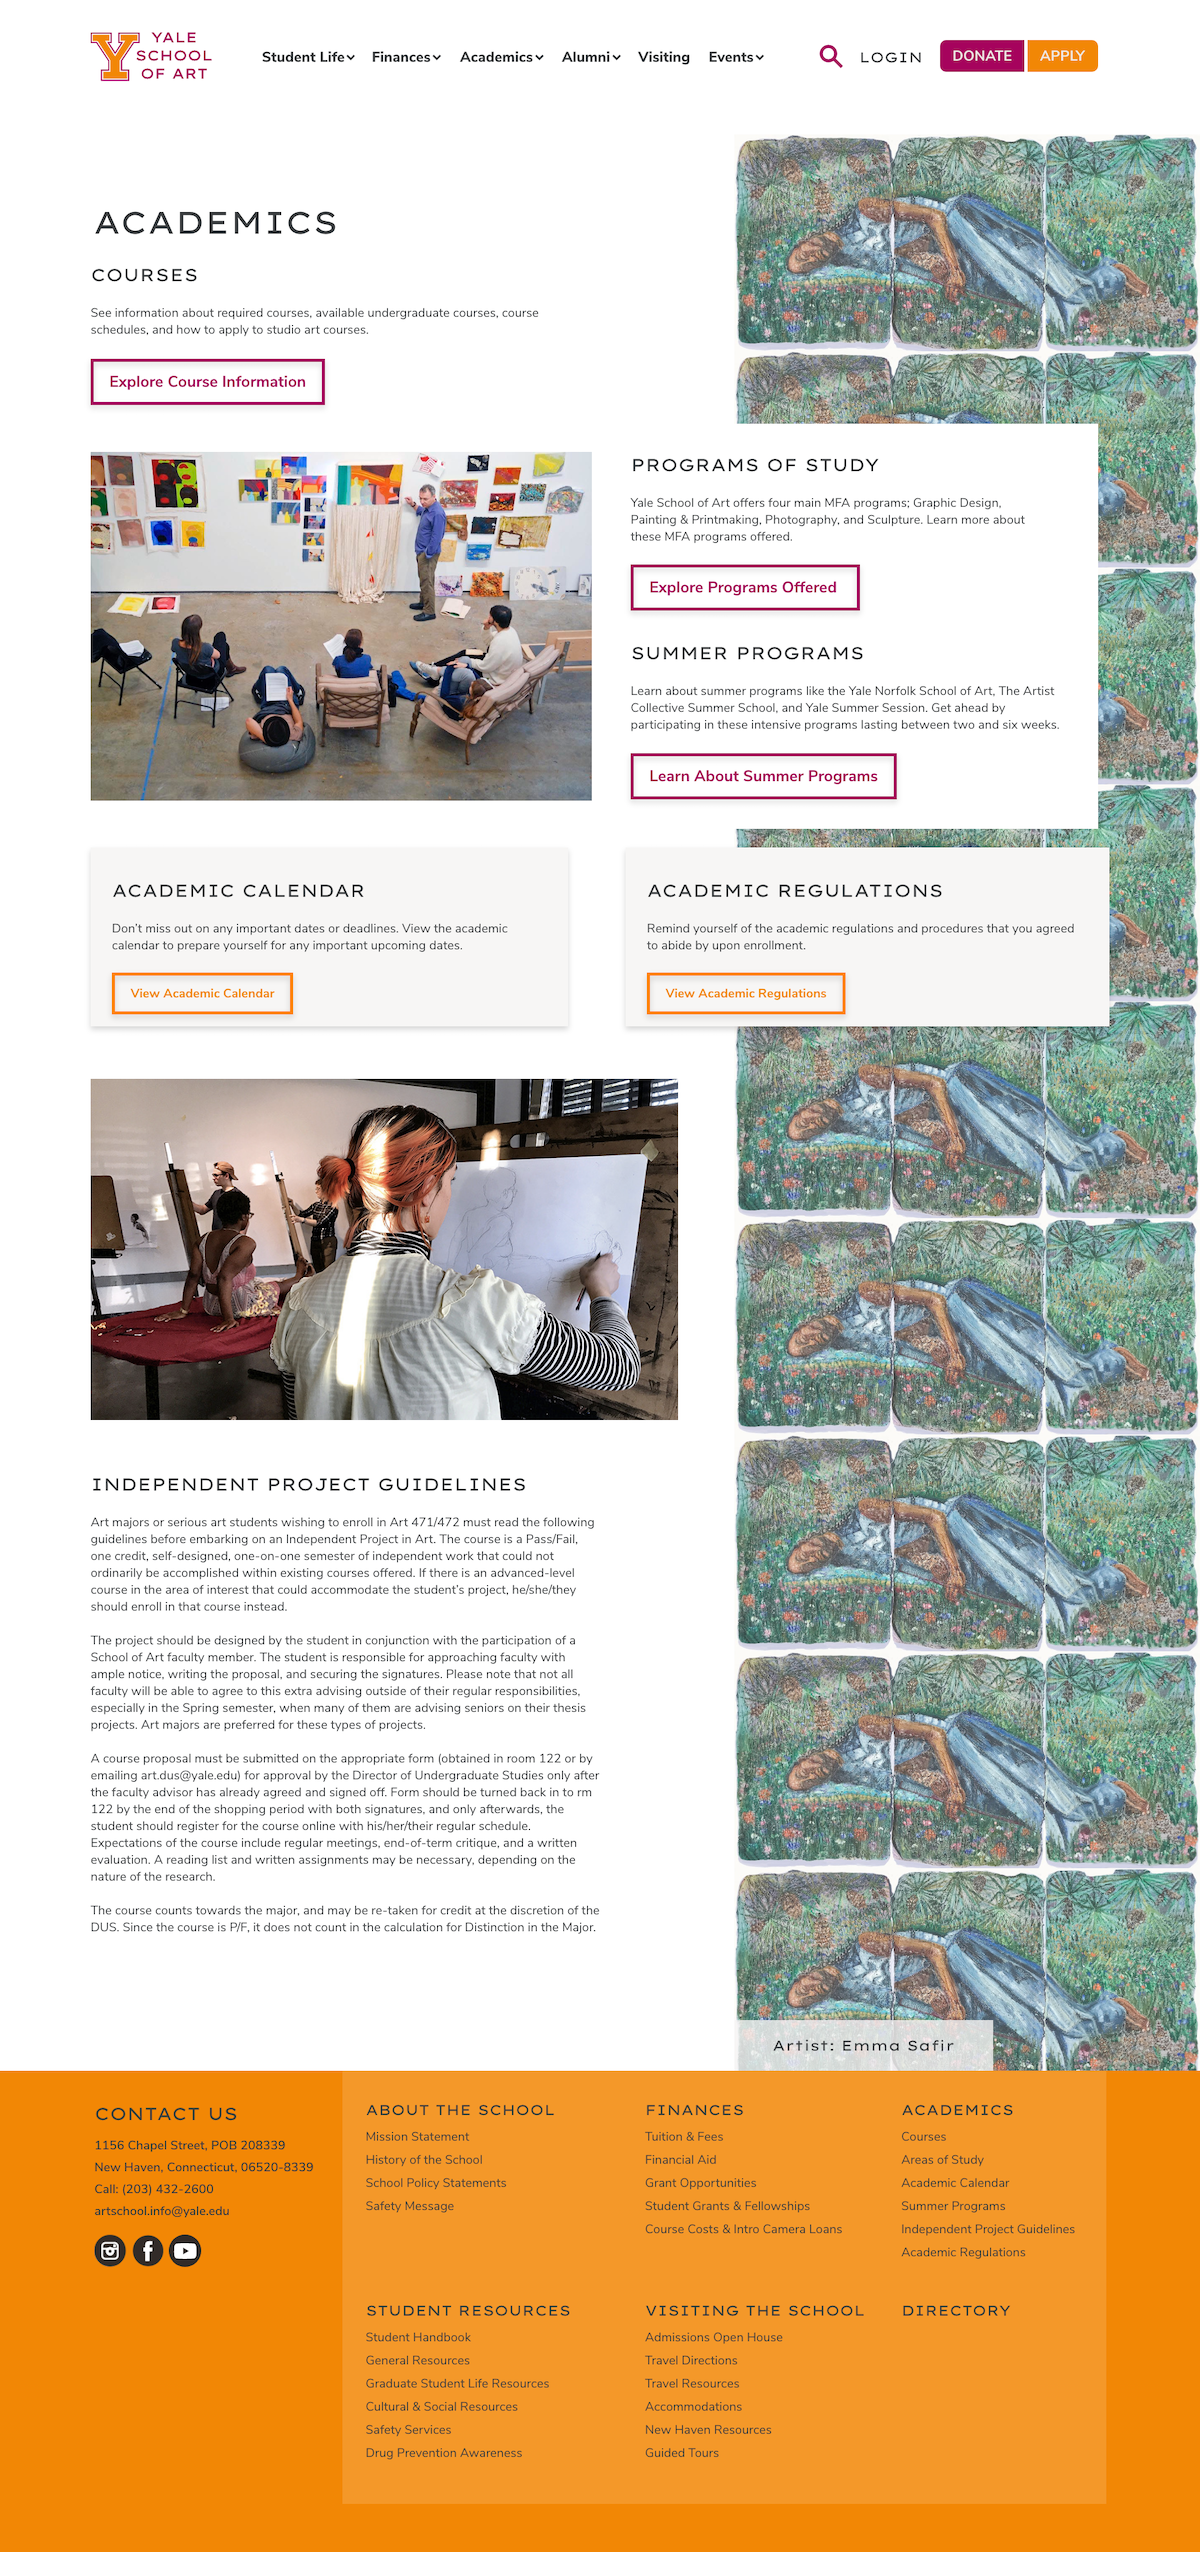 YALE
SCHOOL
OF ART
Student Life
Finances
Academics
Alumni
Visiting
Events
LOGIN
DONATE
APPLY
ACADEMICS
COURSES
See information about required courses, available undergraduate courses, course
schedules, and how to apply to studio art courses.
Explore Course Information
PROGRAMS OF STUDY
Yale School of Art offers four main MFA programs; Graphic Design,
Painting & Printmaking, Photography, and Sculpture. Learn more about
these MFA programs offered.
Explore Programs Offered
SUMMER PROGRAMS
Learn about summer programs like the Yale Norfolk School of Art, The Artist
Collective Summer School, and Yale Summer Session. Get ahead by
participating in these intensive programs lasting between two and six weeks.
Learn About Summer Programs
ACADEMIC CALENDAR
Don't miss out on any important dates or deadlines. View the academic
calendar to prepare yourself for any important upcoming dates.
View Academic Calendar
ACADEMIC REGULATIONS
Remind yourself of the academic regulations and procedures that you agreed
to abide by upon enrollment.
View Academic Regulations
INDEPENDENT PROJECT GUIDELINES
Art majors or serious art students wishing to enroll in Art 471/472 must read the following
guidelines before embarking on an Independent Project in Art. The course is a Pass/Fail,
one credit, self-designed, one-on-one semester of independent work that could not
ordinarily be accomplished within existing courses offered. If there is an advanced-level
course in the area of interest that could accommodate the student's project, he/she/they
should enroll in that course instead.
The project should be designed by the student in conjunction with the participation of a
School of Art faculty member. The student is responsible for approaching faculty with
ample notice, writing the proposal, and securing the signatures. Please note that not all
faculty will be able to agree to this extra advising outside of their regular responsibilities,
especially in the Spring semester, when many of them are advising seniors on their thesis
projects. Art majors are preferred for these types of projects.
A course proposal must be submitted on the appropriate form (obtained in room 122 or by
emailing art.dus@yale.edu) for approval by the Director of Undergraduate Studies only after
the faculty advisor has already agreed and signed off. Form should be turned back in to rm
122 by the end of the shopping period with both signatures, and only afterwards, the
student should register for the course online with his/her/their regular schedule.
Expectations of the course include regular meetings, end-of-term critique, and a written
evaluation. A reading list and written assignments may be necessary, depending on the
nature of the research.
The course counts towards the major, and may be re-taken for credit at the discretion of the
DUS. Since the course is P/F, it does not count in the calculation for Distinction in the Major.
Artist: Emma Safir
CONTACT US
1156 Chapel Street, POB 208339
New Haven, Connecticut, 06520-8339
Call: (203) 432-2600
artschool.info@yale.edu
ABOUT THE SCHOOL
Mission Statement
History of the School
School Policy Statements
Safety Message
FINANCES
Tuition & Fees
Financial Aid
Grant Opportunities
Student Grants & Fellowships
Course Costs & Intro Camera Loans
ACADEMICS
Courses
Areas of Study
Academic Calendar
Summer Programs
Independent Project Guidelines
Academic Regulations
STUDENT RESOURCES
Student Handbook
General Resources
Graduate Student Life Resources
Cultural & Social Resources
Safety Services
Drug Prevention Awareness
VISITING THE SCHOOL
Admissions Open House
Travel Directions
Travel Resources
Accommodations
New Haven Resources
Guided Tours
DIRECTORY